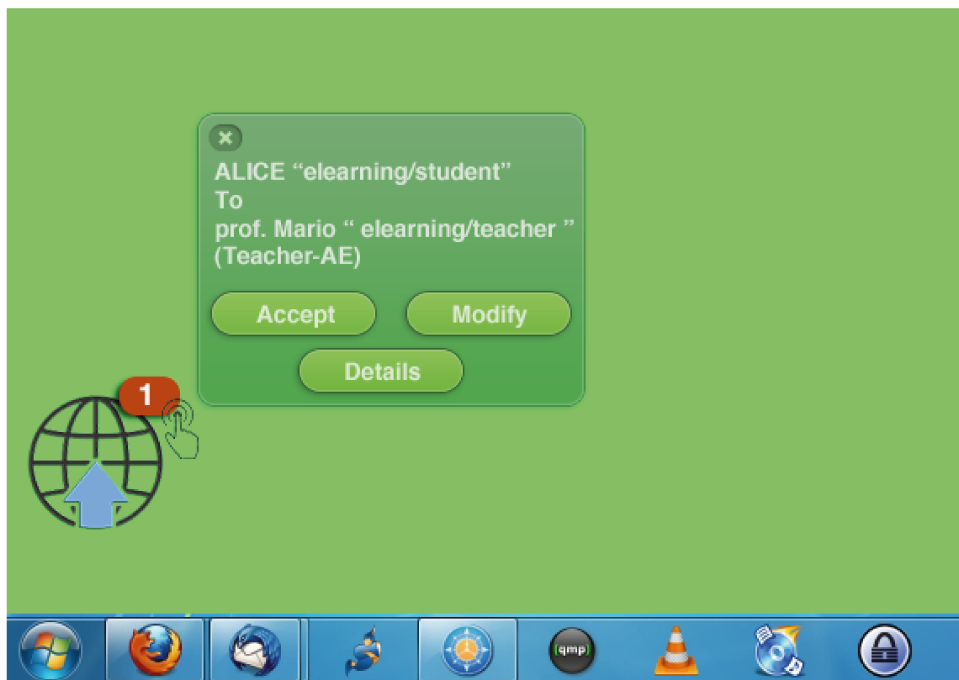 ALICE “elearning/student”
To
prof. Mario “ elearning/teacher ”
(Teacher-AE)
Accept
Modify
Details
1
(qmp)